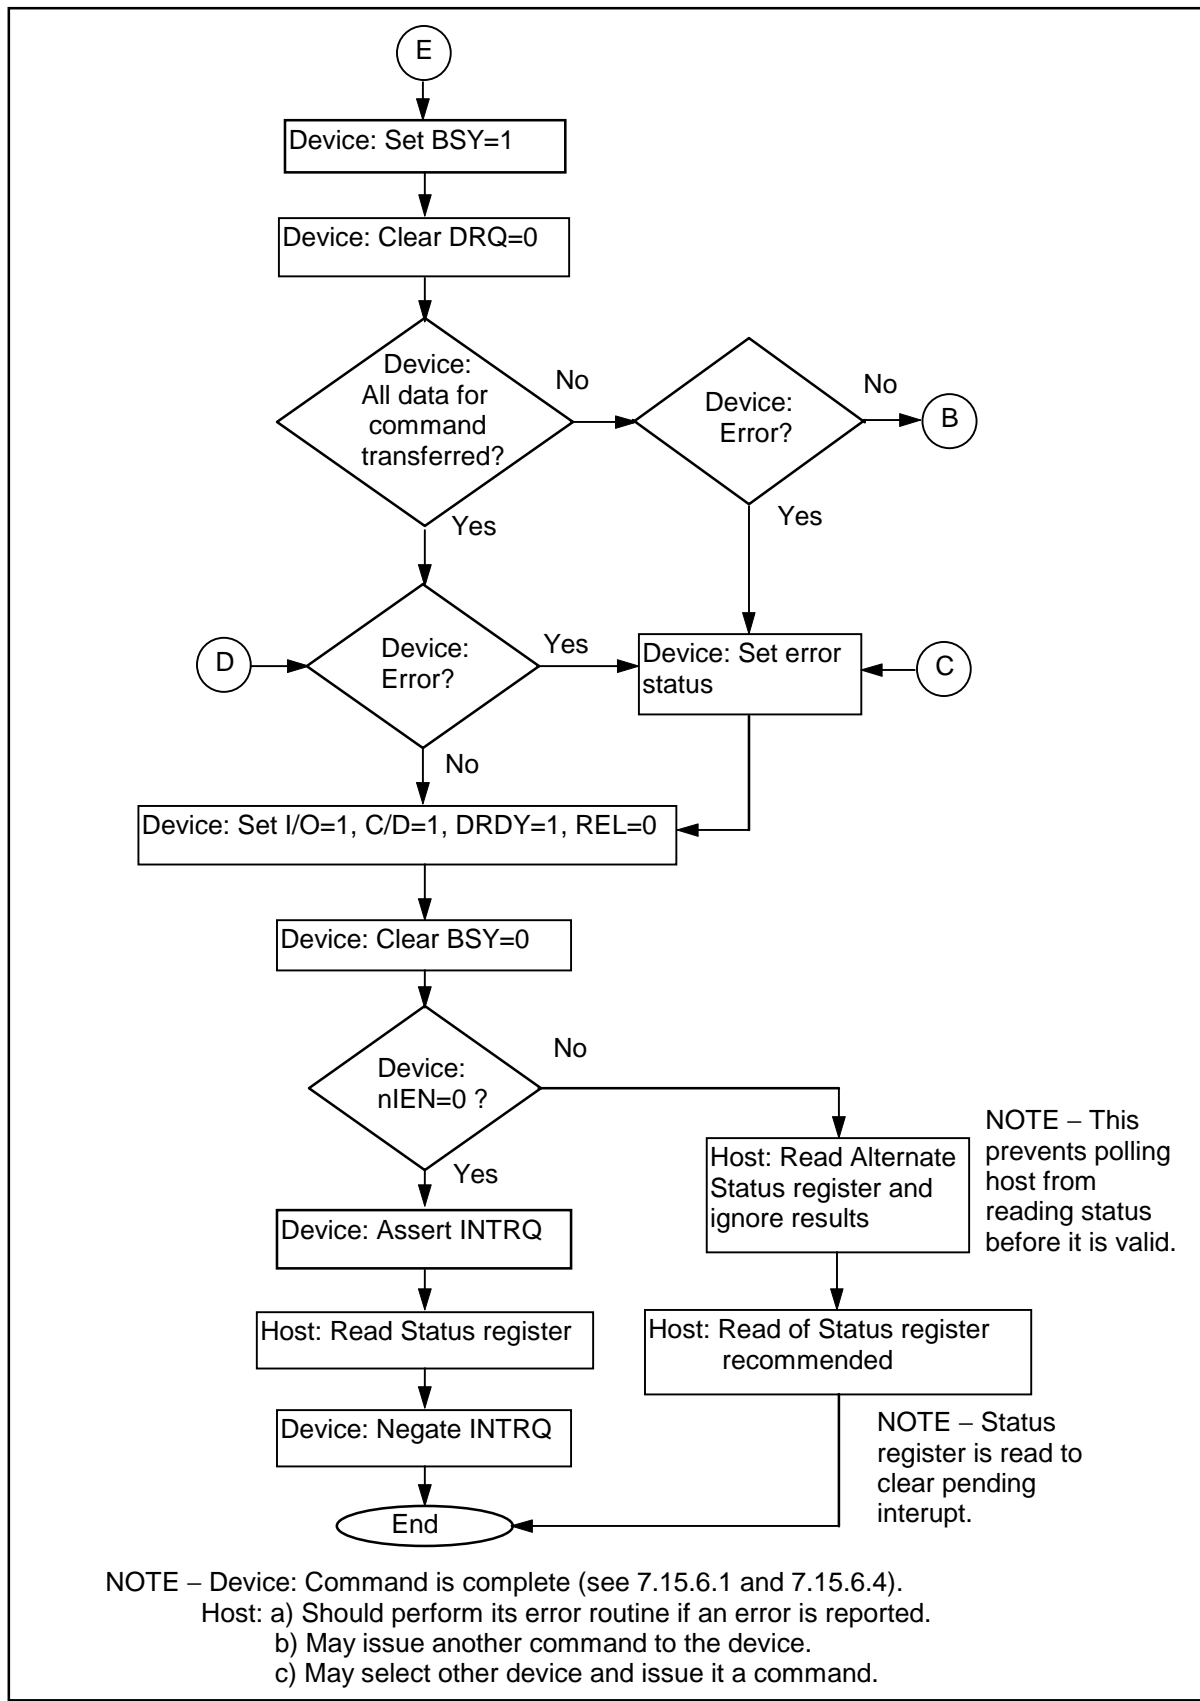 E
Device: Set BSY=1
Device: Clear DRQ=0
Device:
All data for
command
transferred?
No
Device:
Error?
No
B
Yes
Yes
D
Device:
Error?
Yes
Device: Set error
status
C
No
Device: Set I/O=1, C/D=1, DRDY=1, REL=0
Device: Clear BSY=0
Device:
nIEN=0 ?
No
Yes
Host: Read Alternate
Status register and
ignore results
NOTE – This
prevents polling
host from
reading status
before it is valid.
Device: Assert INTRQ
Host: Read Status register
Host: Read of Status register
recommended
Device: Negate INTRQ
NOTE – Status
register is read to
clear pending
interupt.
End
NOTE – Device: Command is complete (see 7.15.6.1 and 7.15.6.4).
Host: a) Should perform its error routine if an error is reported.
b) May issue another command to the device.
c) May select other device and issue it a command.